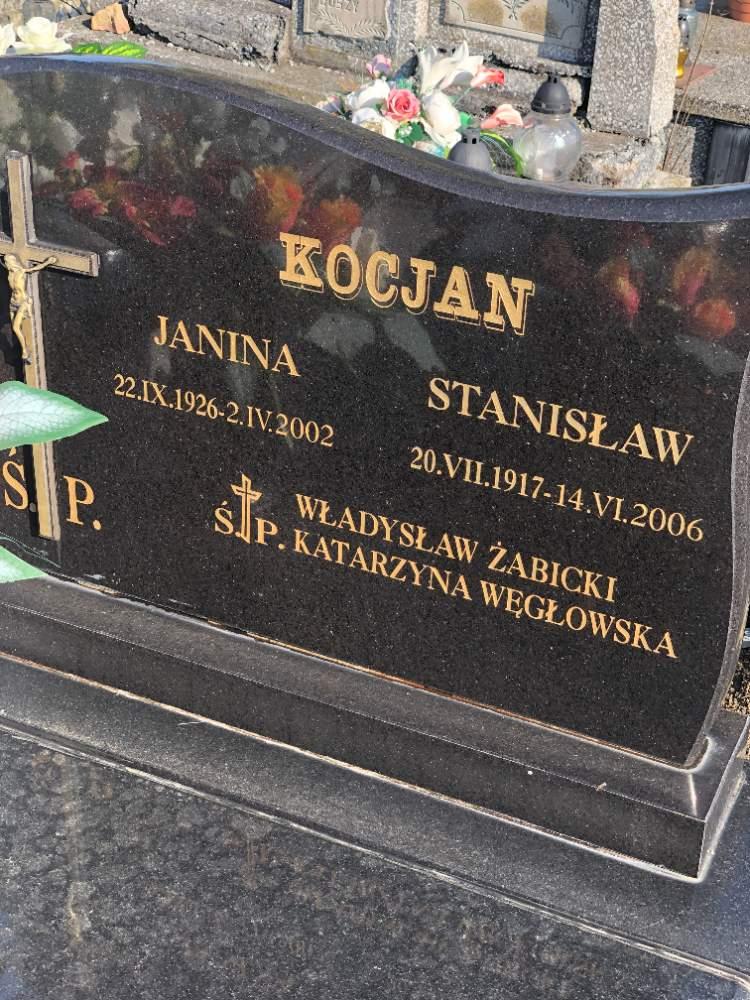 KOCJAN
JANINA
22.IX.1926-2.IV.2002
STANISŁAW
20.VII.1917-14.VI.2006
Ś.P.
Ś.P.
WŁADYSŁAW ŻABICKI
KATARZYNA WĘGŁOWSKA